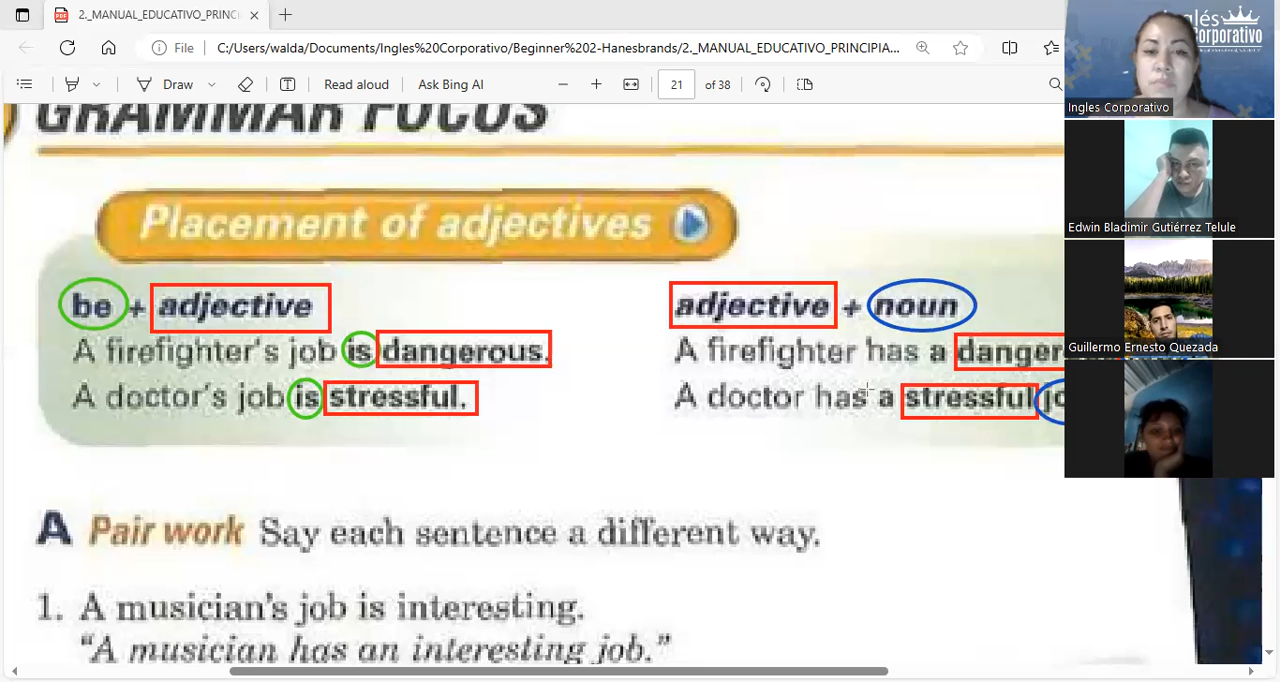 2._MANUAL_EDUCATIVO_PRINCI
File
C:/Users/walda/Documents/Ingles%20Corporativo/Beginner%202-Hanesbrands/2._MANUAL_EDUCATIVO_PRINCIPIA...
Draw
Read aloud
Ask Bing AI
21
of 38
GRAMMAR FOCUS
Placement of adjectives
be + adjective
A firefighter's job is dangerous.
A doctor's job is stressful.
adjective + noun
A firefighter has a danger
A doctor has a stressful jo
A Pair work Say each sentence a different way.
1. A musician's job is interesting.
"A musician has an interesting job."
Inglés
Corporativo
Ingles Corporativo
Edwin Bladimir Gutiérrez Telule
Guillermo Ernesto Quezada